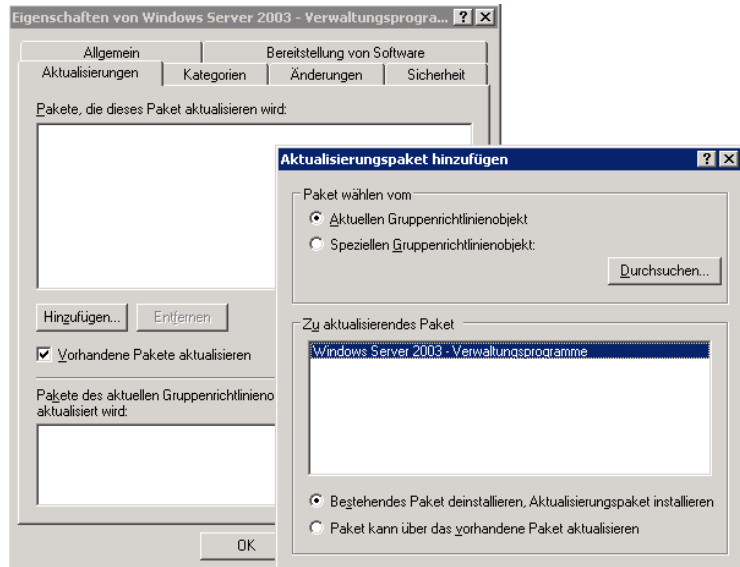 Eigenschaften von Windows Server 2003 - Verwaltungsprogra...
Allgemein
Bereitstellung von Software
Aktualisierungen
Kategorien
Änderungen
Sicherheit
Pakete, die dieses Paket aktualisieren wird:
Hinzufügen...
Entfernen
Vorhandene Pakete aktualisieren
Pakete des aktuellen Gruppenrichtlinieno
aktualisiert wird:
OK
Aktualisierungspaket hinzufügen
Paket wählen vom
Aktuellen Gruppenrichtlinienobjekt
Speziellen Gruppenrichtlinienobjekt:
Durchsuchen...
Zu aktualisierendes Paket
Windows Server 2003 - Verwaltungsprogramme
Bestehendes Paket deinstallieren, Aktualisierungspaket installieren
Paket kann über das vorhandene Paket aktualisieren